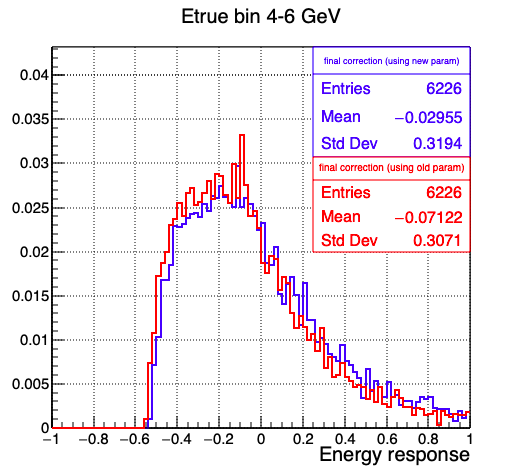 Etrue bin 4-6 GeV
final correction (using new param)
Entries 6226
Mean −0.02955
Std Dev 0.3194
final correction (using old param)
Entries 6226
Mean −0.07122
Std Dev 0.3071
0.04
0.035
0.03
0.025
0.02
0.015
0.01
0.005
0
−1 −0.8 −0.6 −0.4 −0.2 0 0.2 0.4 0.6 0.8 1
Energy response